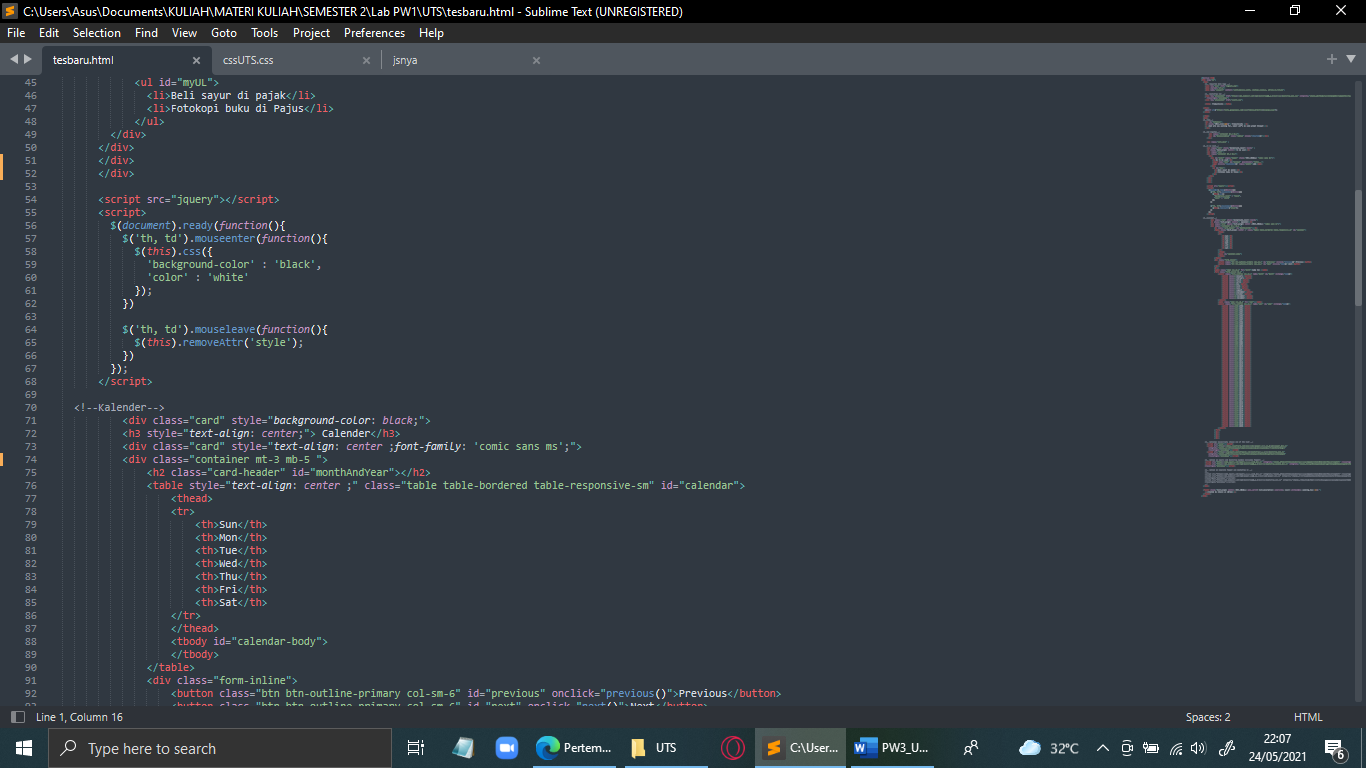 C:\Users\Asus\Documents\KULIAH\MATERI KULIAH\SEMESTER 2\Lab PW1\UTS\tesbaru.html - Sublime Text (UNREGISTERED)
File Edit Selection Find View Goto Tools Project Preferences Help
tesbaru.html cssUTS.css jsnya
45 <ul id="myUL">
46 <li>Beli sayur di pajak</li>
47 <li>Fotokopi buku di Pajus</li>
48 </ul>
49 </div>
50 </div>
51 </div>
52 </div>
53
54 <script src="jquery"></script>
55 <script>
56 $(document).ready(function(){
57 $('th, td').mouseenter(function(){
58 $(this).css({
59 'background-color' : 'black',
60 'color' : 'white'
61 });
62 })
63
64 $('th, td').mouseleave(function(){
65 $(this).removeAttr('style');
66 })
67 });
68 </script>
69
70 <!--Kalender-->
71 <div class="card" style="background-color: black;">
72 <h3 style="text-align: center;"> Calender</h3>
73 <div class="card" style="text-align: center ;font-family: 'comic sans ms';">
74 <div class="container mt-3 mb-5 ">
75 <h2 class="card-header" id="monthAndYear"></h2>
76 <table style="text-align: center ;" class="table table-bordered table-responsive-sm" id="calendar">
77 <thead>
78 <tr>
79 <th>Sun</th>
80 <th>Mon</th>
81 <th>Tue</th>
82 <th>Wed</th>
83 <th>Thu</th>
84 <th>Fri</th>
85 <th>Sat</th>
86 </tr>
87 </thead>
88 <tbody id="calendar-body">
89 </tbody>
90 </table>
91 <div class="form-inline">
92 <button class="btn btn-outline-primary col-sm-6" id="previous" onclick="previous()">Previous</button>
Line 1, Column 16 Spaces: 2 HTML
Type here to search Pertem... UTS C:\User... PW3_U... 32°C 22:07
24/05/2021 6